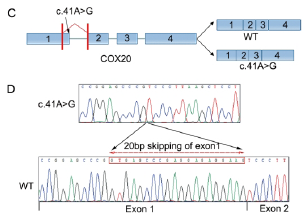 C
c.41A>G
1 2 3 4
COX20
1 2 3 4
WT
1 2 3 4
c.41A>G
D
c.41A>G
20bp skipping of exon1
WT
Exon 1 Exon 2